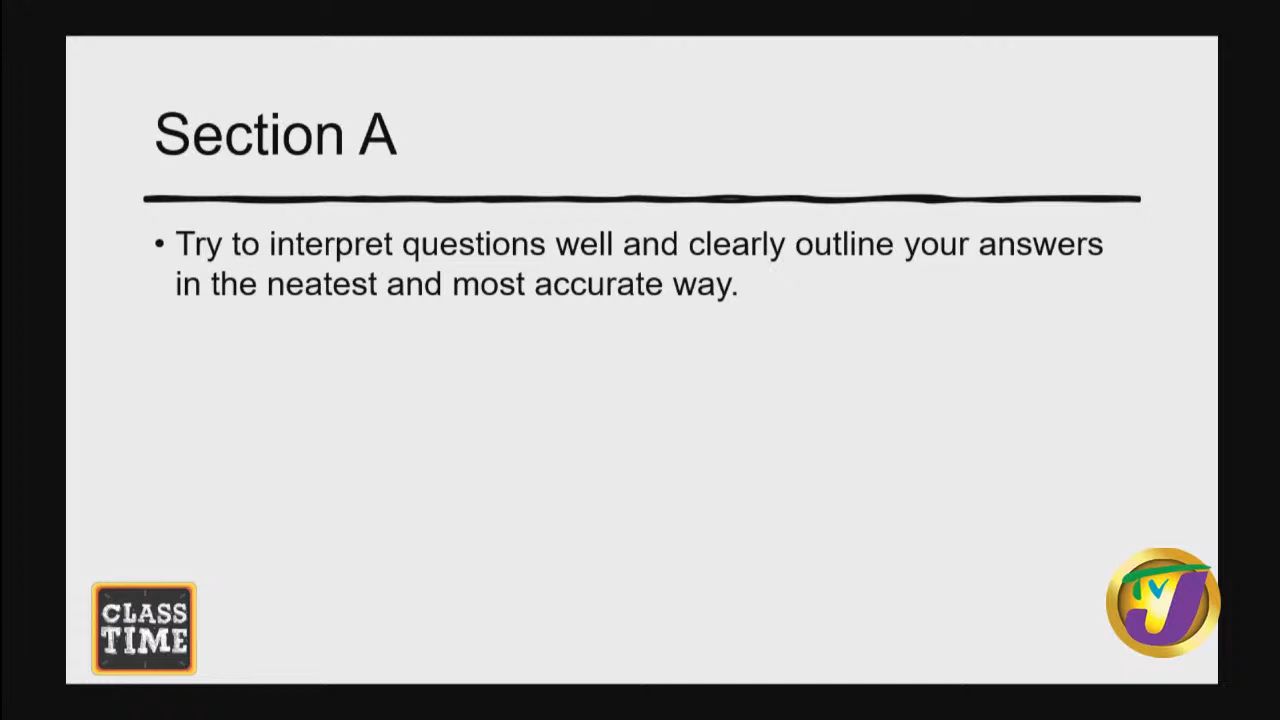 Section A
• Try to interpret questions well and clearly outline your answers
in the neatest and most accurate way.
CLASS
TIME
TVJ